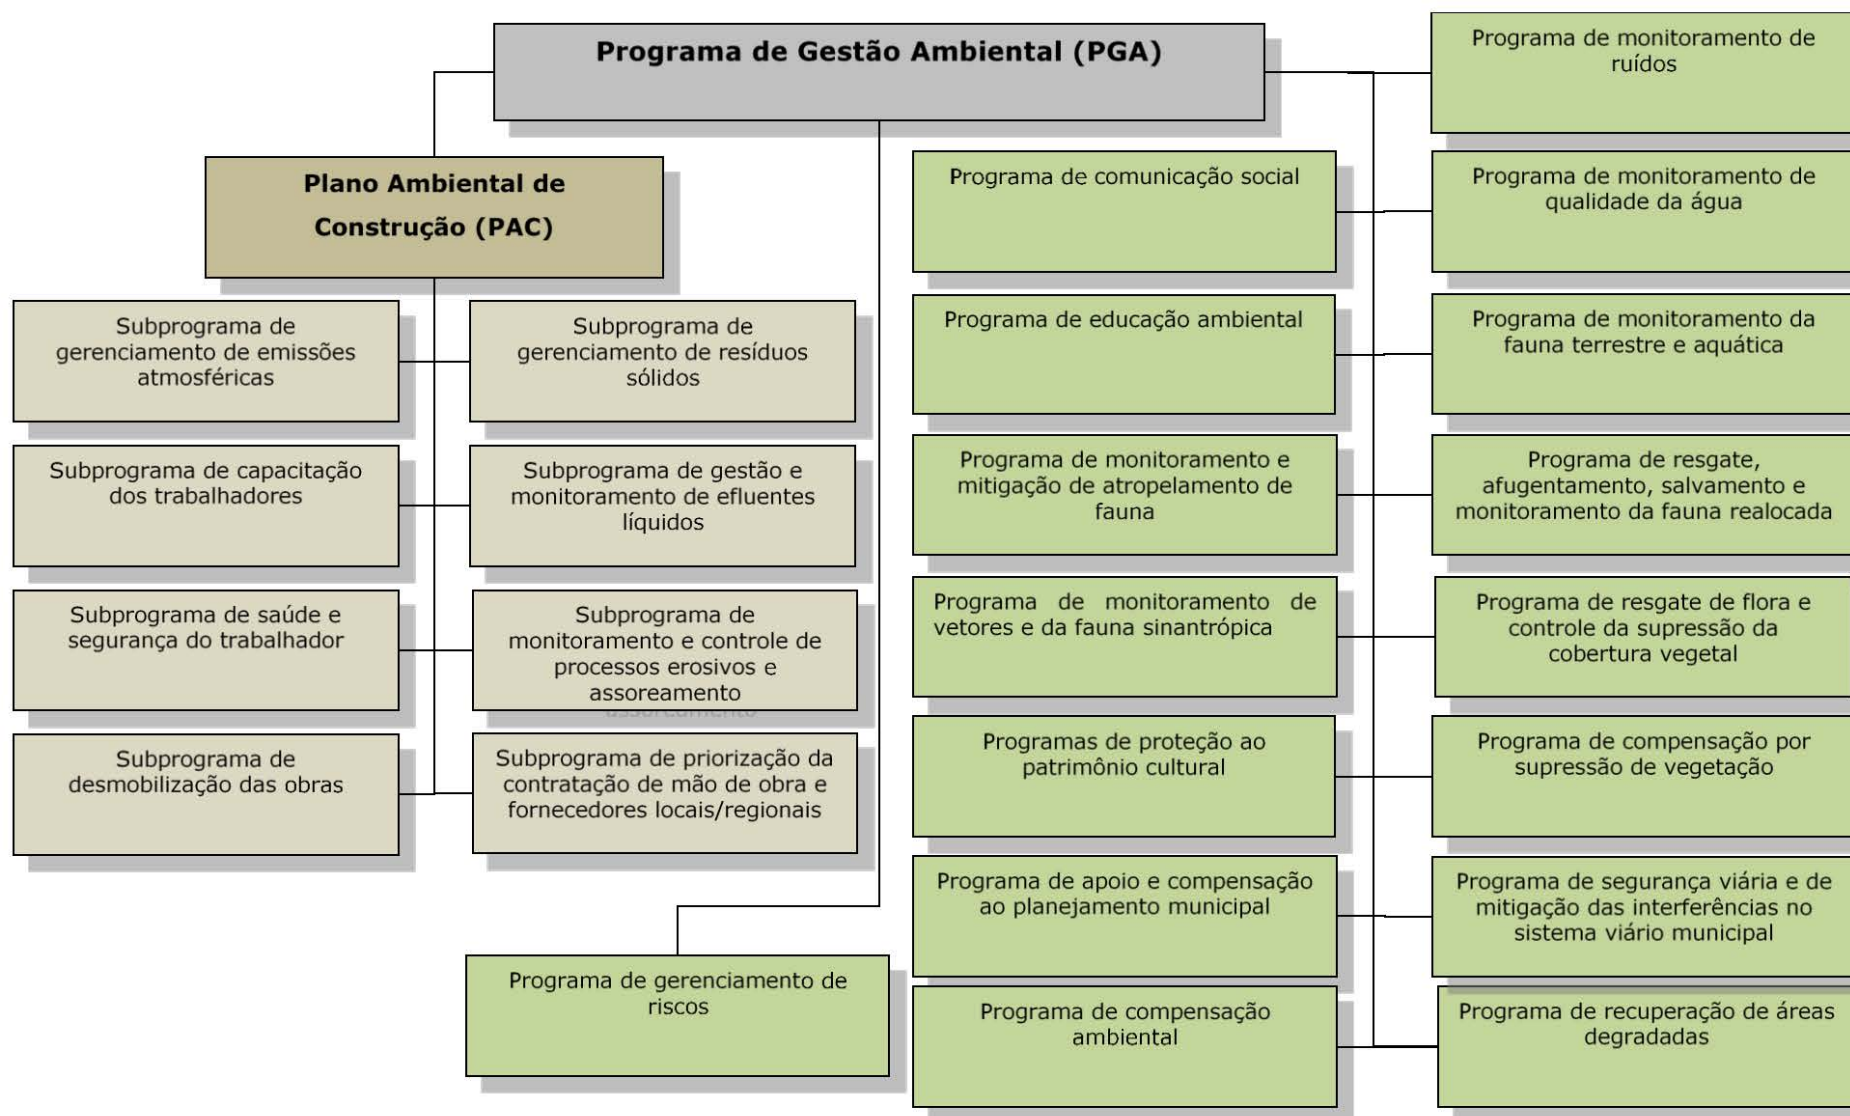 Programa de Gestão Ambiental (PGA)
Plano Ambiental de
Construção (PAC)
Subprograma de
gerenciamento de emissões
atmosféricas
Subprograma de
gerenciamento de resíduos
sólidos
Subprograma de capacitação
dos trabalhadores
Subprograma de gestão e
monitoramento de efluentes
líquidos
Subprograma de saúde e
segurança do trabalhador
Subprograma de
monitoramento e controle de
processos erosivos e
assoreamento
Subprograma de
desmobilização das obras
Subprograma de priorização da
contratação de mão de obra e
fornecedores locais/regionais
Programa de gerenciamento de
riscos
Programa de monitoramento de
ruídos
Programa de comunicação social
Programa de monitoramento de
qualidade da água
Programa de educação ambiental
Programa de monitoramento da
fauna terrestre e aquática
Programa de monitoramento e
mitigação de atropelamento de
fauna
Programa de resgate,
afugentamento, salvamento e
monitoramento da fauna realocada
Programa de monitoramento de
vetores e da fauna sinantrópica
Programa de resgate de flora e
controle da supressão da
cobertura vegetal
Programas de proteção ao
patrimônio cultural
Programa de compensação por
supressão de vegetação
Programa de apoio e compensação
ao planejamento municipal
Programa de segurança viária e de
mitigação das interferências no
sistema viário municipal
Programa de compensação
ambiental
Programa de recuperação de áreas
degradadas